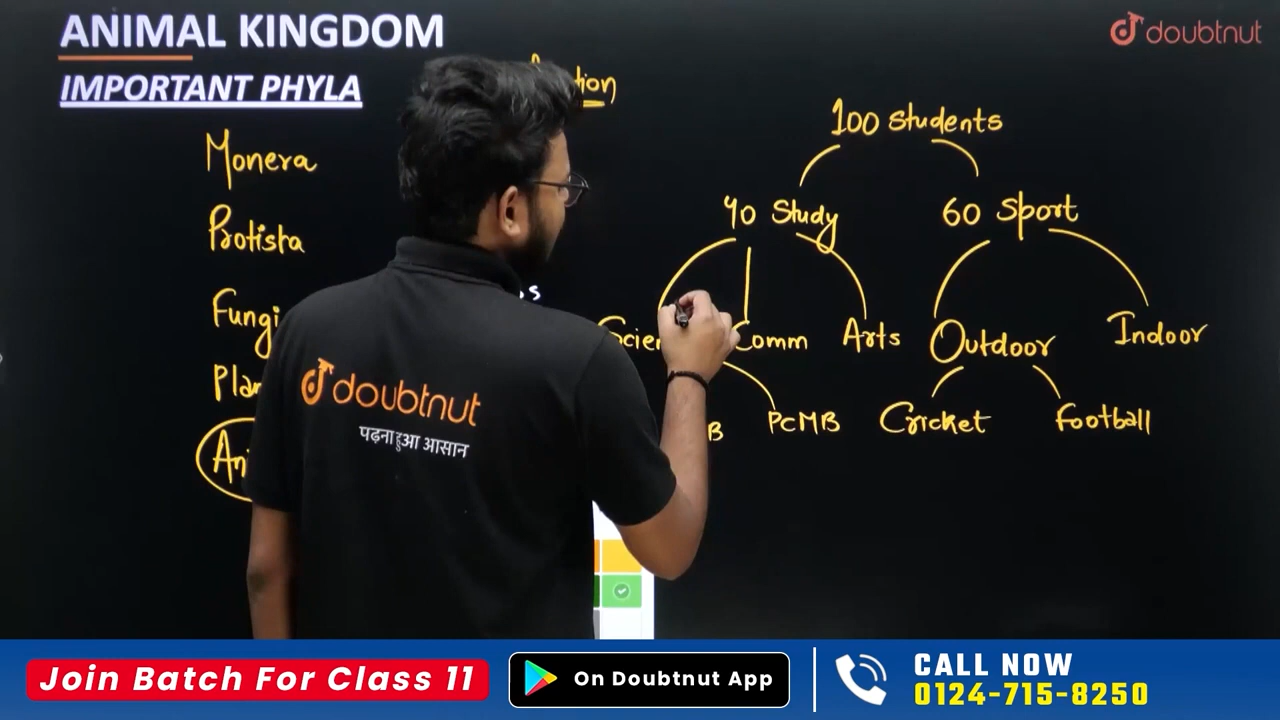 ANIMAL KINGDOM
doubtnut
IMPORTANT PHYLA
100 Students
Monera
40 Study
60 Sport
Protista
Fungi
Comm
Arts
Outdoor
Indoor
PCMB
Cricket
Football
doubtnut
पढ़ना हुआ आसान
Join Batch For Class 11
On Doubtnut App
CALL NOW
0124-715-8250